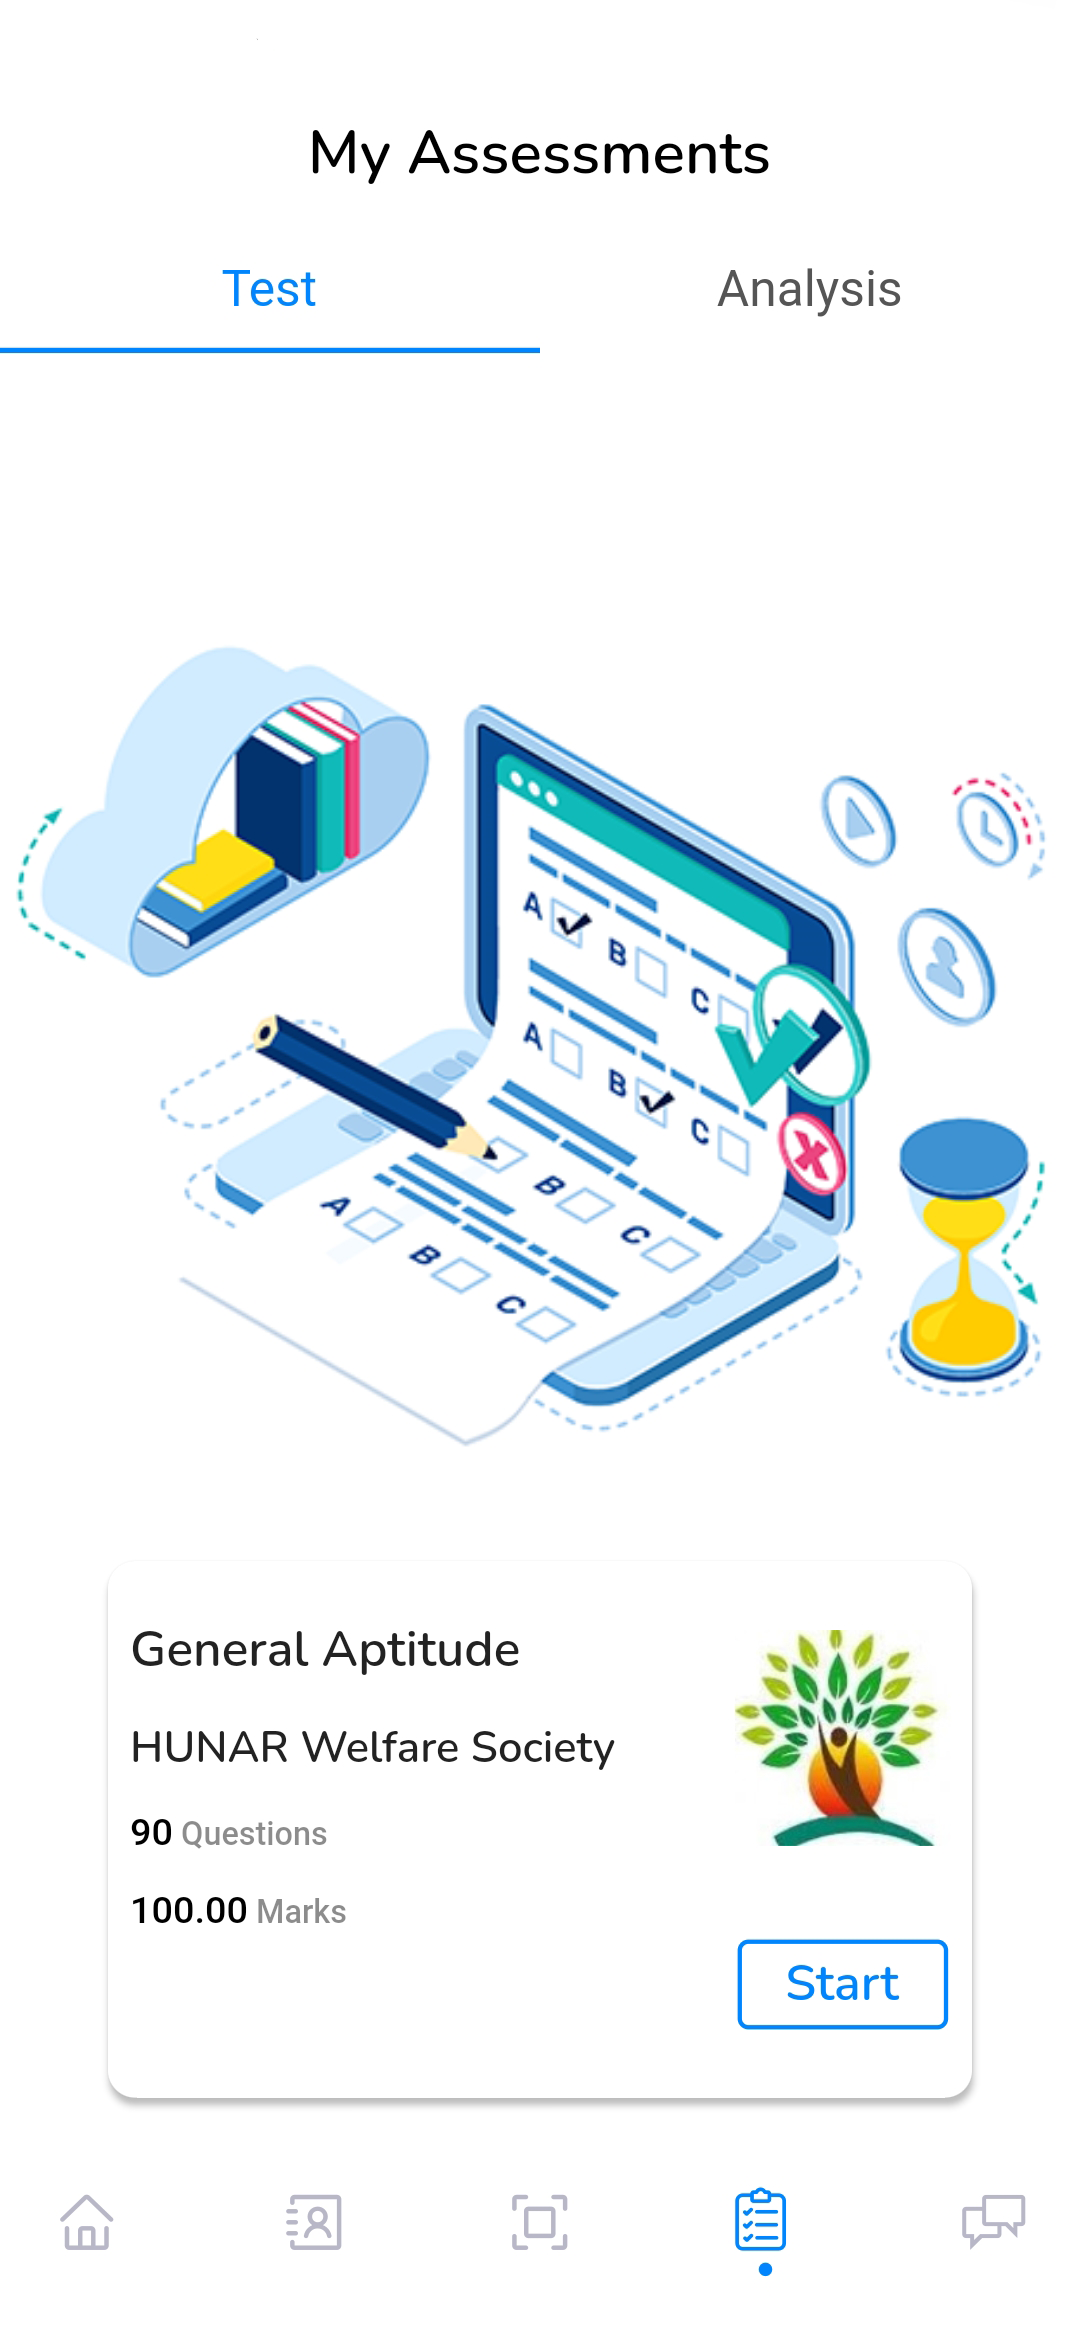 My Assessments
Test
Analysis
A
B
C
A
B
C
B
C
A
B
C
General Aptitude
HUNAR Welfare Society
90 Questions
100.00 Marks
Start